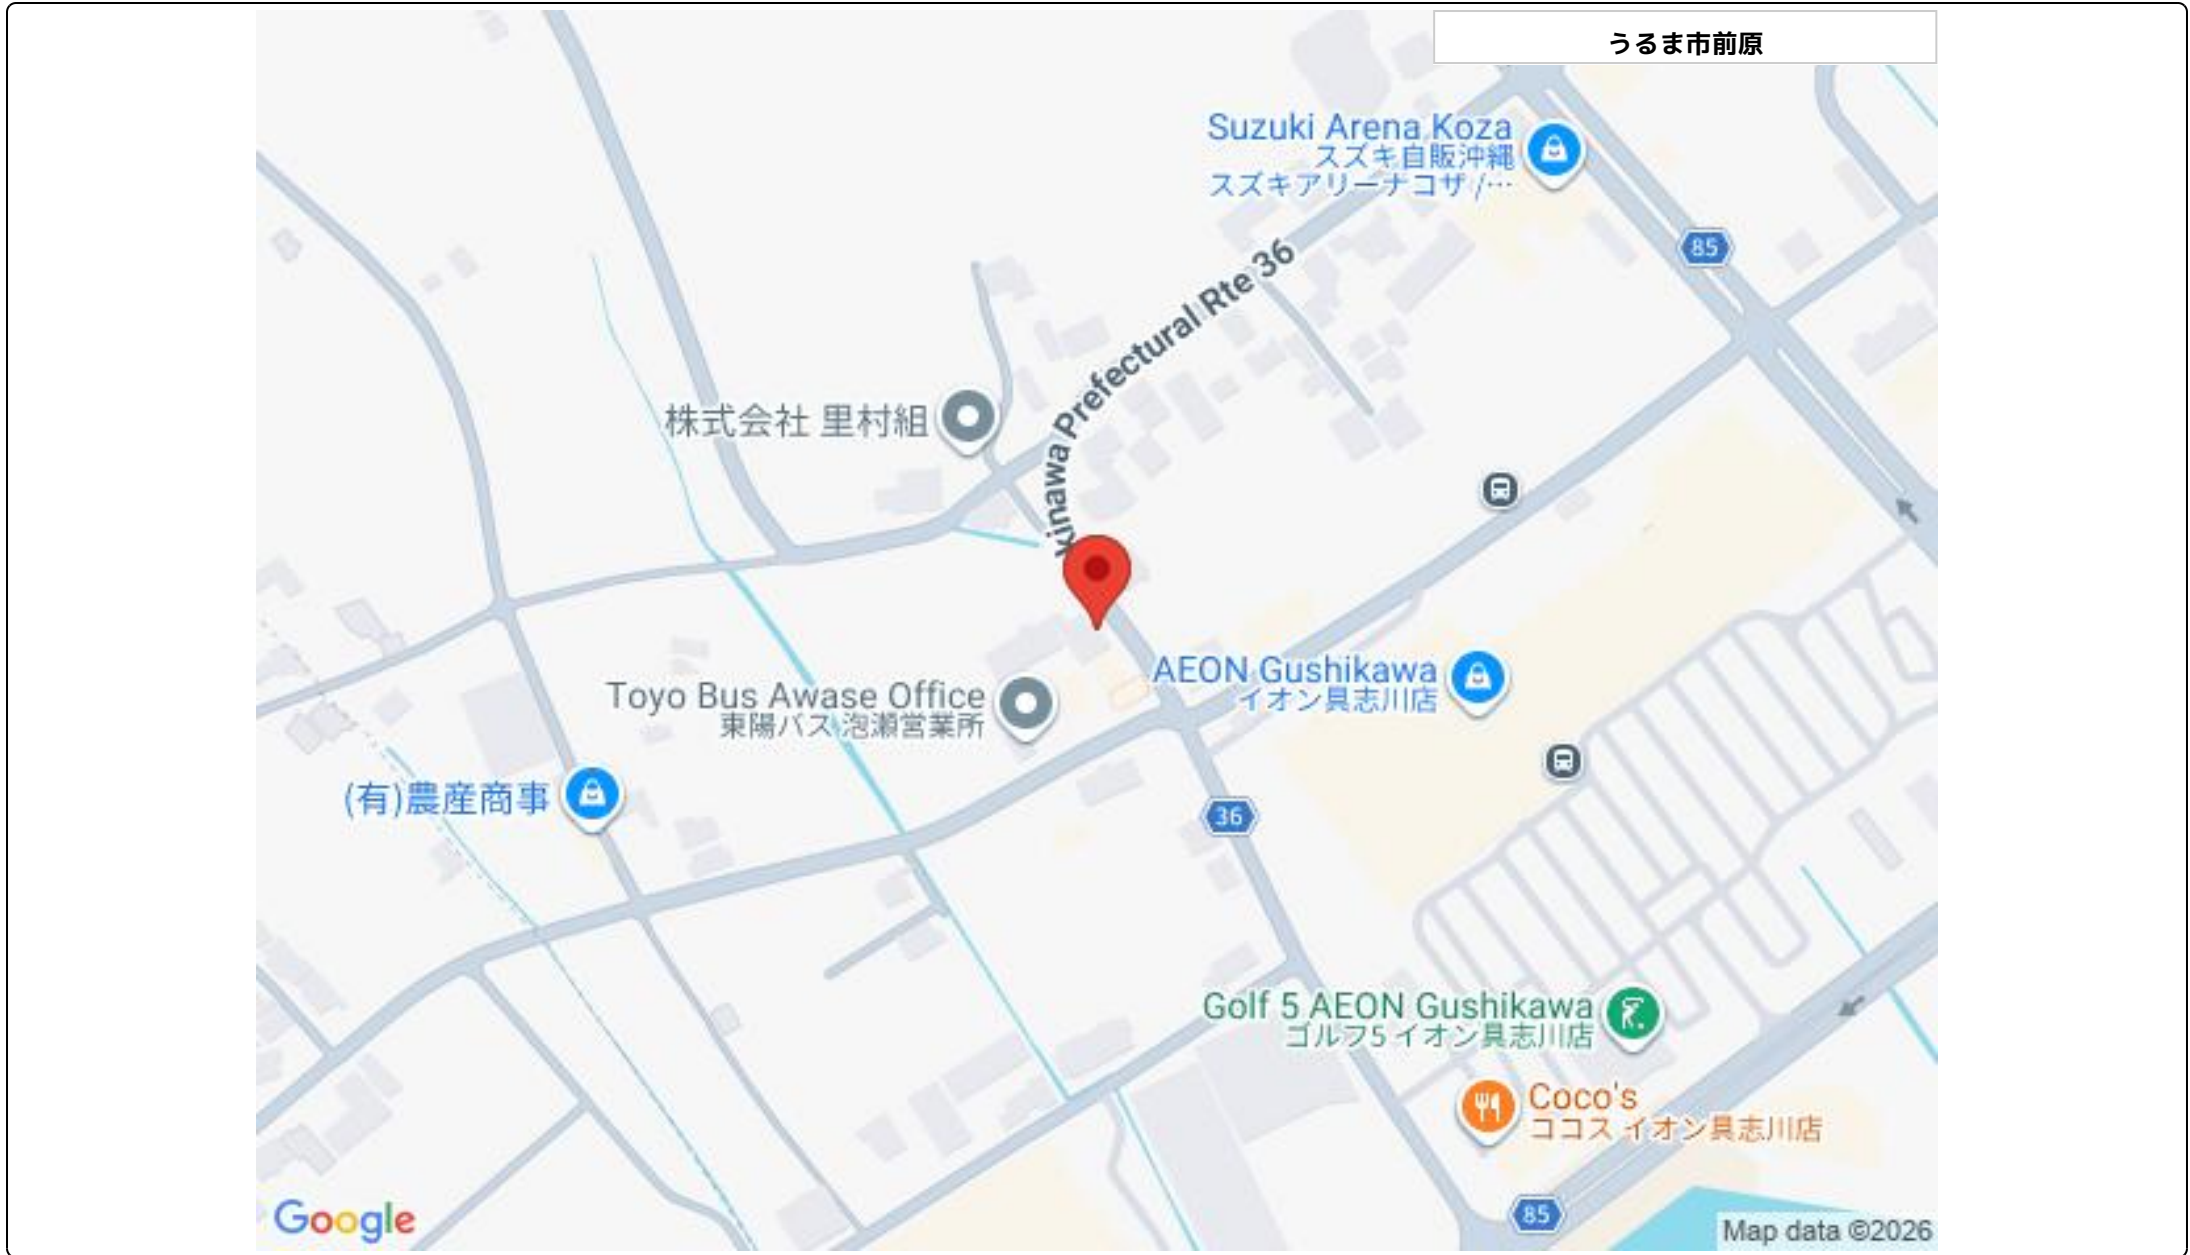 うるま市前原
Suzuki Arena Koza
スズキ自販沖縄
スズキアリーナコザ /…
85
kinawa Prefectural Rte 36
株式会社 里村組
AEON Gushikawa
イオン具志川店
Toyo Bus Awase Office
東陽バス 泡瀬営業所
(有)農産商事
36
Golf 5 AEON Gushikawa
ゴルフ5 イオン具志川店
Coco's
ココス イオン具志川店
85
Google
Map data ©2026